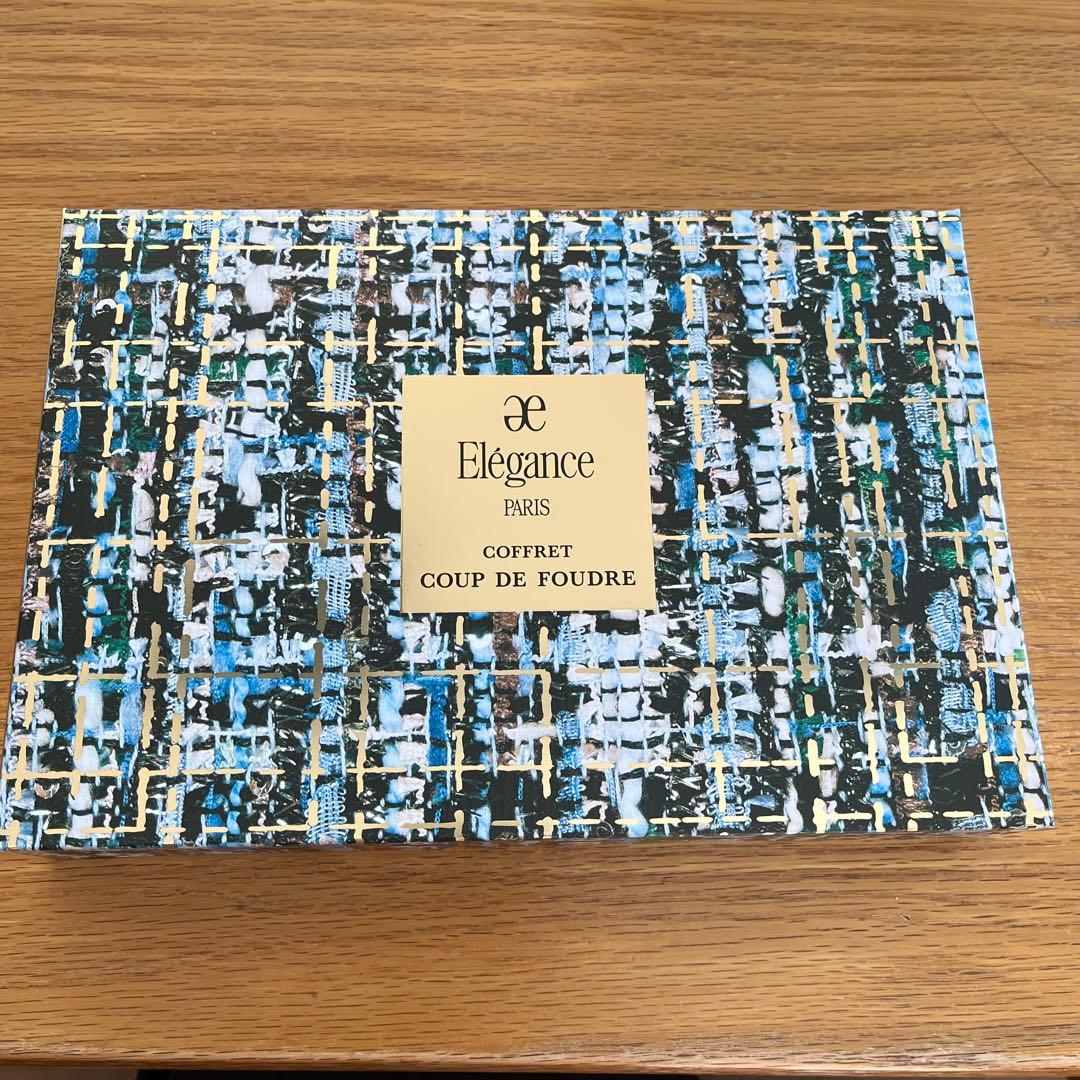 æ
Elégance
PARIS
COFFRET
COUP DE FOUDRE